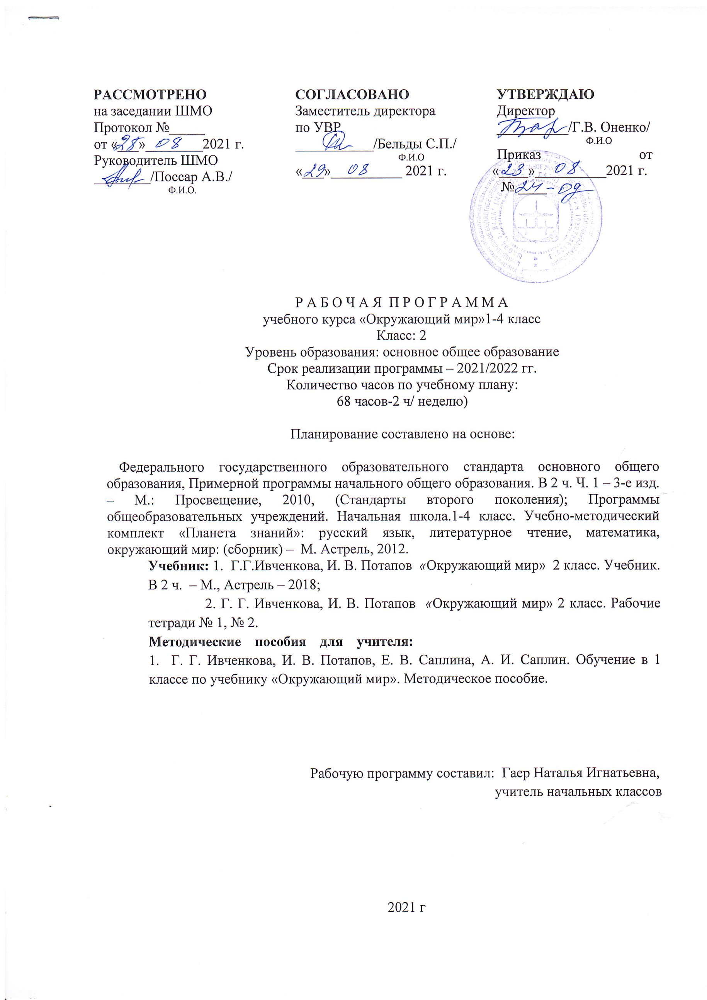 РАССМОТРЕНО
на заседании ШМО
Протокол №_____
от «28»________2021 г.
08
Руководитель ШМО
________/Поссар А.В./
Ф.И.О.
СОГЛАСОВАНО
Заместитель директора
по УВР
___________/Бельды С.П./
Ф.И.О
«29» 08 2021 г.
УТВЕРЖДАЮ
Директор
__________/Г.В. Оненко/
Ф.И.О
Приказ от
«23» 08 2021 г.
№ 24-од
Р А Б О Ч А Я П Р О Г Р А М М А
учебного курса «Окружающий мир»1-4 класс
Класс: 2
Уровень образования: основное общее образование
Срок реализации программы – 2021/2022 гг.
Количество часов по учебному плану:
68 часов-2 ч/ неделю)
Планирование составлено на основе:
Федерального государственного образовательного стандарта основного общего
образования, Примерной программы начального общего образования. В 2 ч. Ч. 1 – 3-е изд.
– М.: Просвещение, 2010, (Стандарты второго поколения); Программы
общеобразовательных учреждений. Начальная школа.1-4 класс. Учебно-методический
комплект «Планета знаний»: русский язык, литературное чтение, математика,
окружающий мир: (сборник) – М. Астрель, 2012.
Учебник: 1. Г.Г.Ивченкова, И. В. Потапов «Окружающий мир» 2 класс. Учебник.
В 2 ч. – М., Астрель – 2018;
2. Г. Г. Ивченкова, И. В. Потапов «Окружающий мир» 2 класс. Рабочие
тетради № 1, № 2.
Методические пособия для учителя:
1. Г. Г. Ивченкова, И. В. Потапов, Е. В. Саплина, А. И. Саплин. Обучение в 1
классе по учебнику «Окружающий мир». Методическое пособие.
Рабочую программу составил: Гаер Наталья Игнатьевна,
учитель начальных классов
2021 г